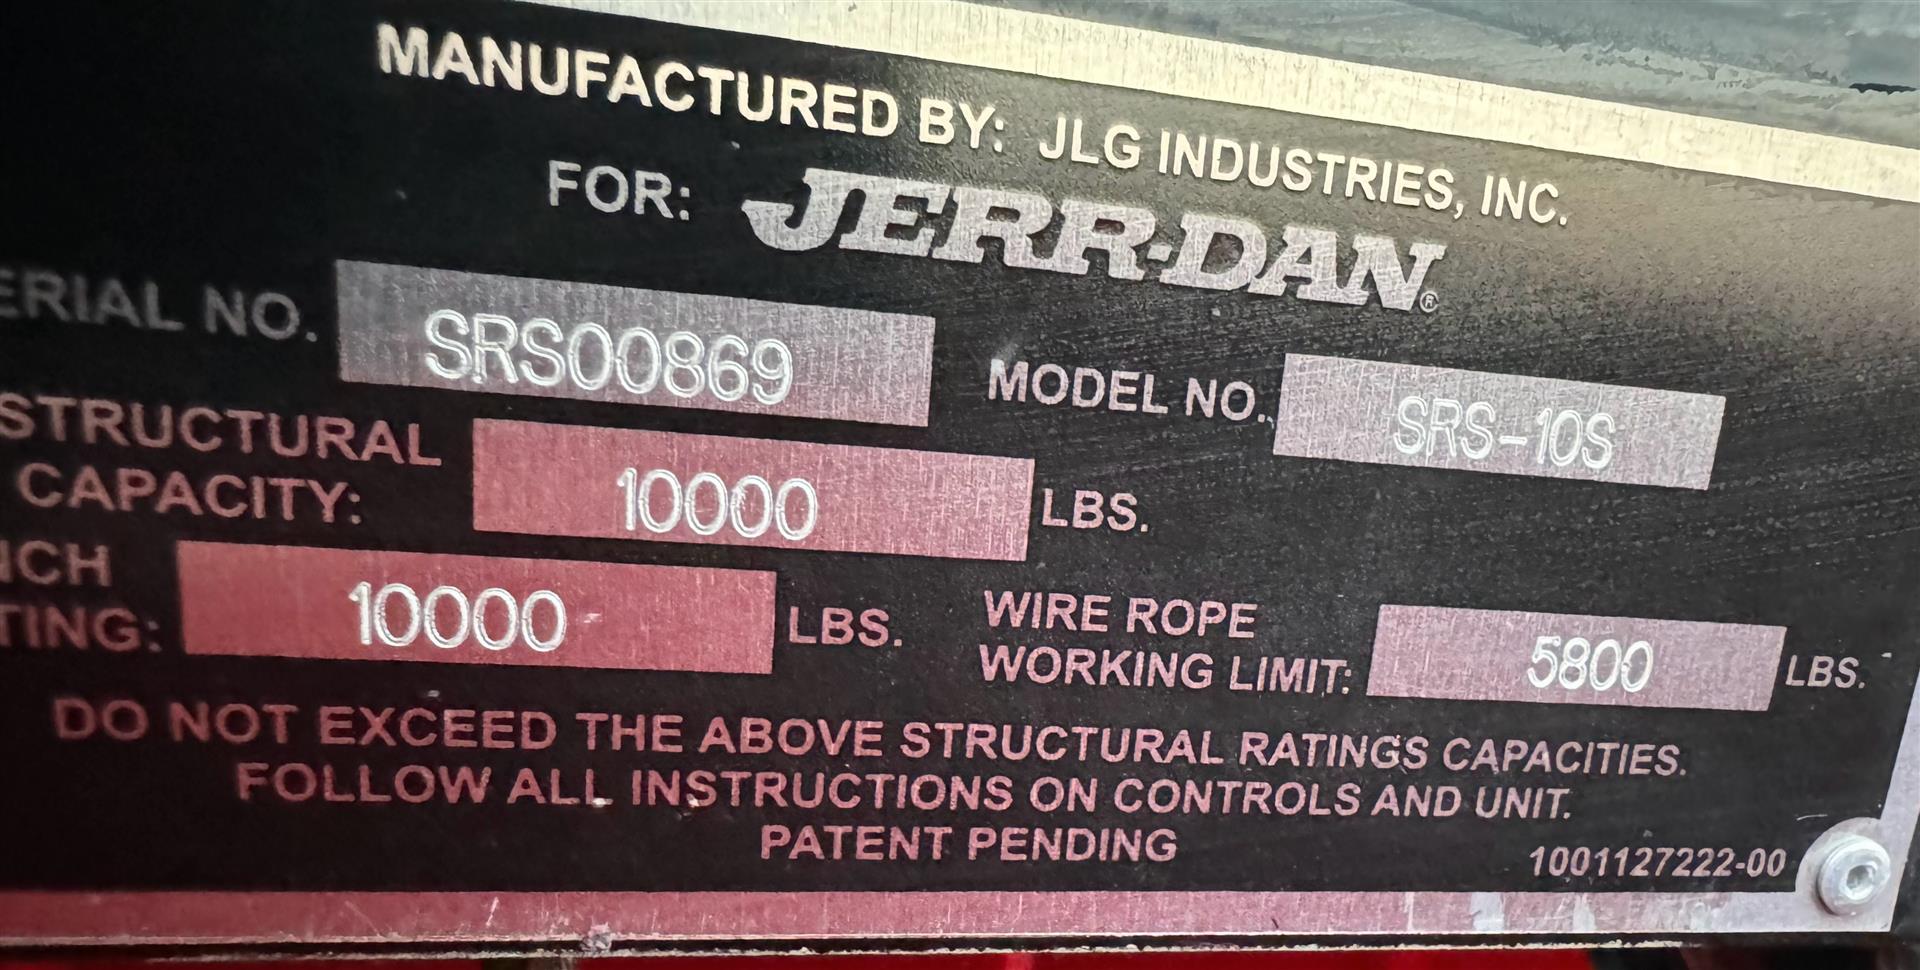 MANUFACTURED BY: JLG INDUSTRIES, INC.
FOR: JERR-DAN®
ERIAL NO. SRS00869 MODEL NO. SRS-10S
STRUCTURAL
CAPACITY: 10000 LBS.
NCH
TING: 10000 LBS. WIRE ROPE
WORKING LIMIT: 5800 LBS.
DO NOT EXCEED THE ABOVE STRUCTURAL RATINGS CAPACITIES.
FOLLOW ALL INSTRUCTIONS ON CONTROLS AND UNIT.
PATENT PENDING
1001127222-00